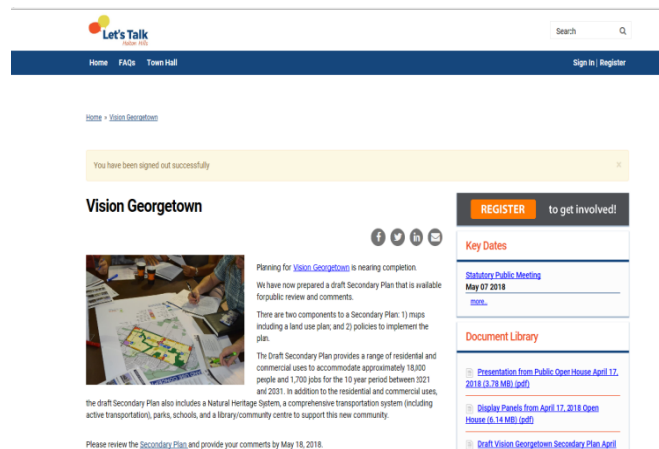 Let's Talk
Halton Hills
Search
Home FAQs Town Hall
Sign In | Register
Home » Vision Georgetown
You have been signed out successfully
×
Vision Georgetown
REGISTER to get involved!
Planning for Vision Georgetown is nearing completion.
We have now prepared a draft Secondary Plan that is available
for public review and comments.
There are two components to a Secondary Plan: 1) maps
including a land use plan; and 2) policies to implement the
plan.
The Draft Secondary Plan provides a range of residential and
commercial uses to accommodate approximately 18,000
people and 1,700 jobs for the 10 year period between 2021
and 2031. In addition to the residential and commercial uses,
the draft Secondary Plan also includes a Natural Heritage System, a comprehensive transportation system (including
active transportation), parks, schools, and a library/community centre to support this new community.
Please review the Secondary Plan and provide your comments by May 18, 2018.
Key Dates
Statutory Public Meeting
May 07 2018
more..
Document Library
Presentation from Public Open House April 17,
2018 (3.78 MB) (pdf)
Display Panels from April 17, 2018 Open
House (6.14 MB) (pdf)
Draft Vision Georgetown Secondary Plan April